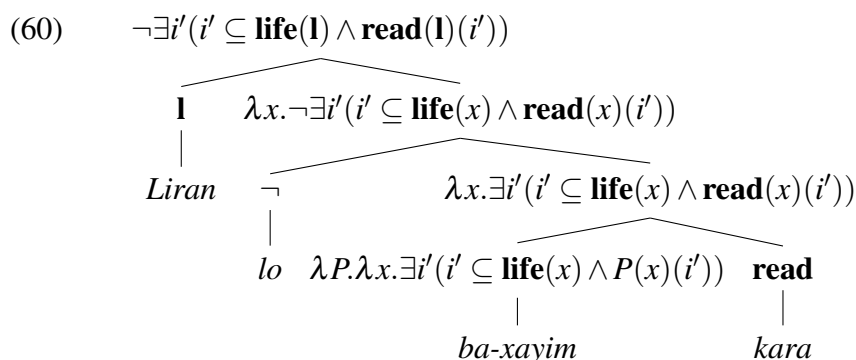 (60) ¬∃i′(i′ ⊆ life(l) ∧ read(l)(i′))
l λx.¬∃i′(i′ ⊆ life(x) ∧ read(x)(i′))
Liran ¬ λx.∃i′(i′ ⊆ life(x) ∧ read(x)(i′))
lo λP.λx.∃i′(i′ ⊆ life(x) ∧ P(x)(i′)) read
ba-xayim kara